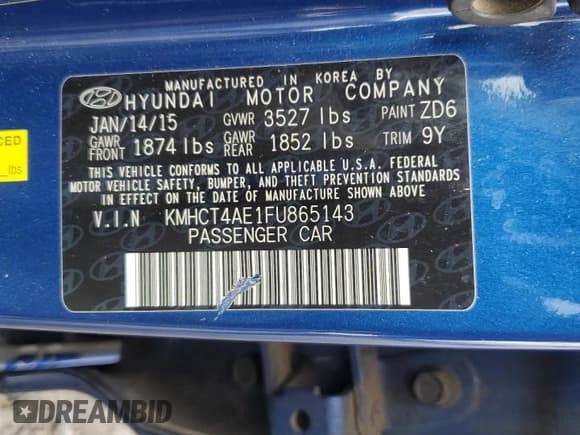 MANUFACTURED IN KOREA BY
HYUNDAI MOTOR COMPANY
JAN/14/15 GVWR 3527 lbs PAINT ZD6
GAWR FRONT 1874 lbs GAWR REAR 1852 lbs TRIM 9Y
THIS VEHICLE CONFORMS TO ALL APPLICABLE U.S.A. FEDERAL
MOTOR VEHICLE SAFETY, BUMPER, AND THEFT PREVENTION
STANDARDS IN EFFECT ON THE DATE OF MANUFACTURE SHOWN ABOVE.
V.I.N KMHCT4AE1FU865143
PASSENGER CAR
CED
lbs
DREAMBID